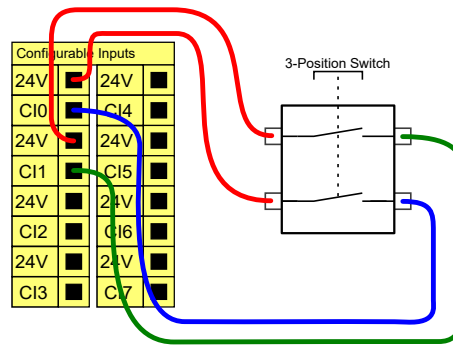 Configurable Inputs
3-Position Switch
24V 24V
CI0 CI4
24V 24V
CI1 CI5
24V 24V
CI2 CI6
24V 24V
CI3 CI7